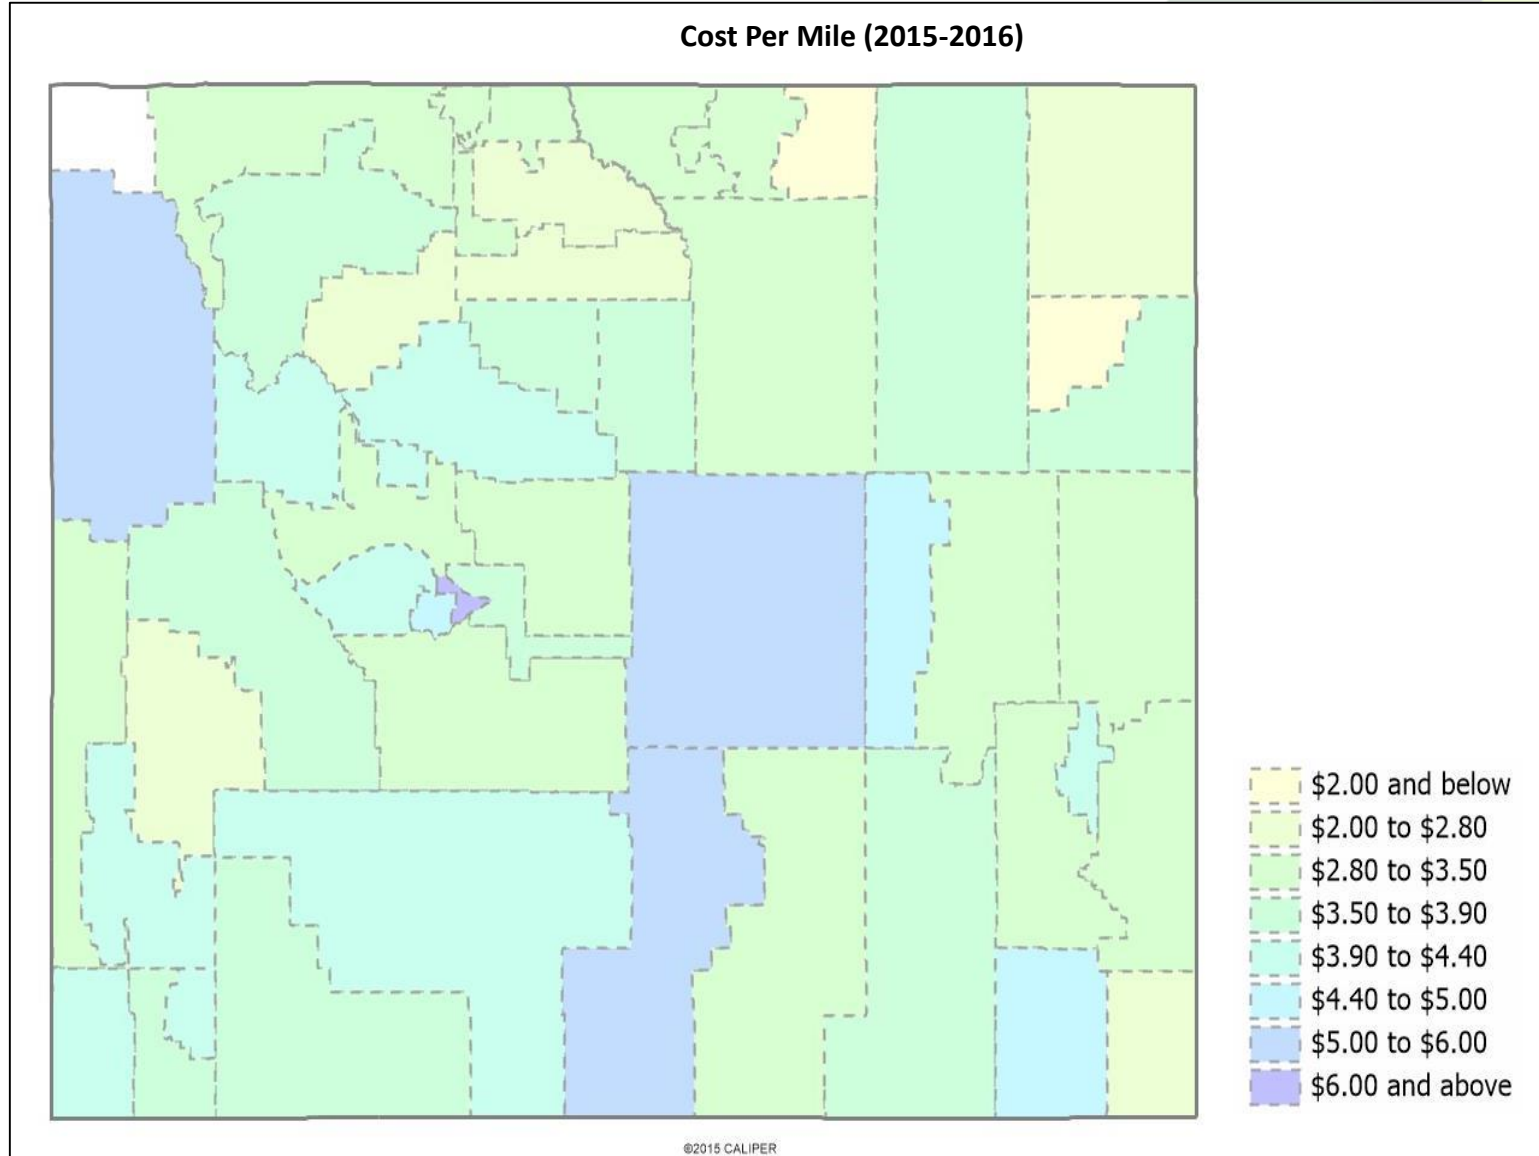 Cost Per Mile (2015-2016)
$2.00 and below
$2.00 to $2.80
$2.80 to $3.50
$3.50 to $3.90
$3.90 to $4.40
$4.40 to $5.00
$5.00 to $6.00
$6.00 and above
©2015 CALIPER